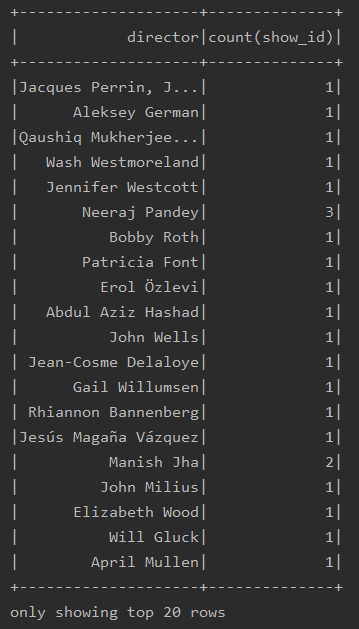 +--------------------+--------------+
|            director|count(show_id)|
+--------------------+--------------+
|Jacques Perrin, J...|             1|
|      Aleksey German|             1|
|Qaushiq Mukherjee...|             1|
|   Wash Westmoreland|             1|
|   Jennifer Westcott|             1|
|       Neeraj Pandey|             3|
|          Bobby Roth|             1|
|       Patricia Font|             1|
|         Erol Özlevi|             1|
|   Abdul Aziz Hashad|             1|
|          John Wells|             1|
| Jean-Cosme Delaloye|             1|
|      Gail Willumsen|             1|
| Rhiannon Bannenberg|             1|
|Jesús Magaña Vázquez|             1|
|          Manish Jha|             2|
|         John Milius|             1|
|      Elizabeth Wood|             1|
|          Will Gluck|             1|
|        April Mullen|             1|
+--------------------+--------------+
only showing top 20 rows